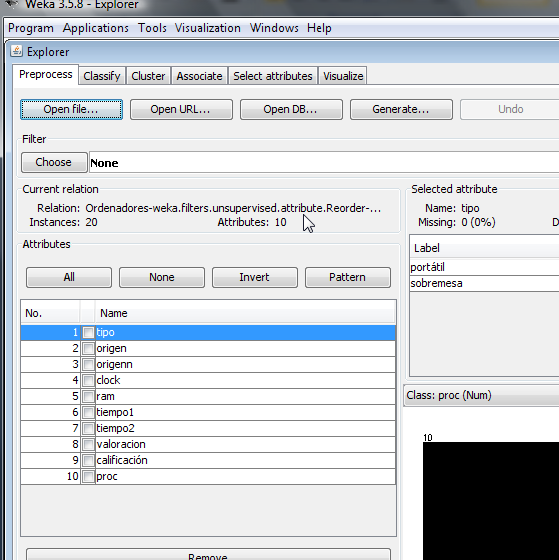 Weka 3.5.8 - Explorer
Program Applications Tools Visualization Windows Help
Explorer
Preprocess Classify Cluster Associate Select attributes Visualize
Open file... Open URL... Open DB... Generate... Undo
Filter
Choose None
Current relation
Relation: Ordenadores-weka.filters.unsupervised.attribute.Reorder-...
Instances: 20 Attributes: 10
Selected attribute
Name: tipo
Missing: 0 (0%) D
Attributes
All None Invert Pattern
No. Name
1 tipo
2 origen
3 origenn
4 clock
5 ram
6 tiempo1
7 tiempo2
8 valoracion
9 calificación
10 proc
Remove
Label
portátil
sobremesa
Class: proc (Num)
10